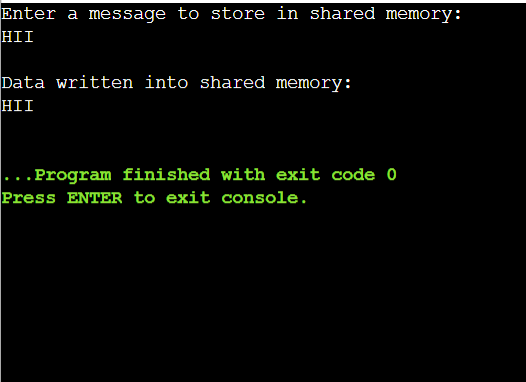 Enter a message to store in shared memory:
HII
Data written into shared memory:
HII
...Program finished with exit code 0
Press ENTER to exit console.